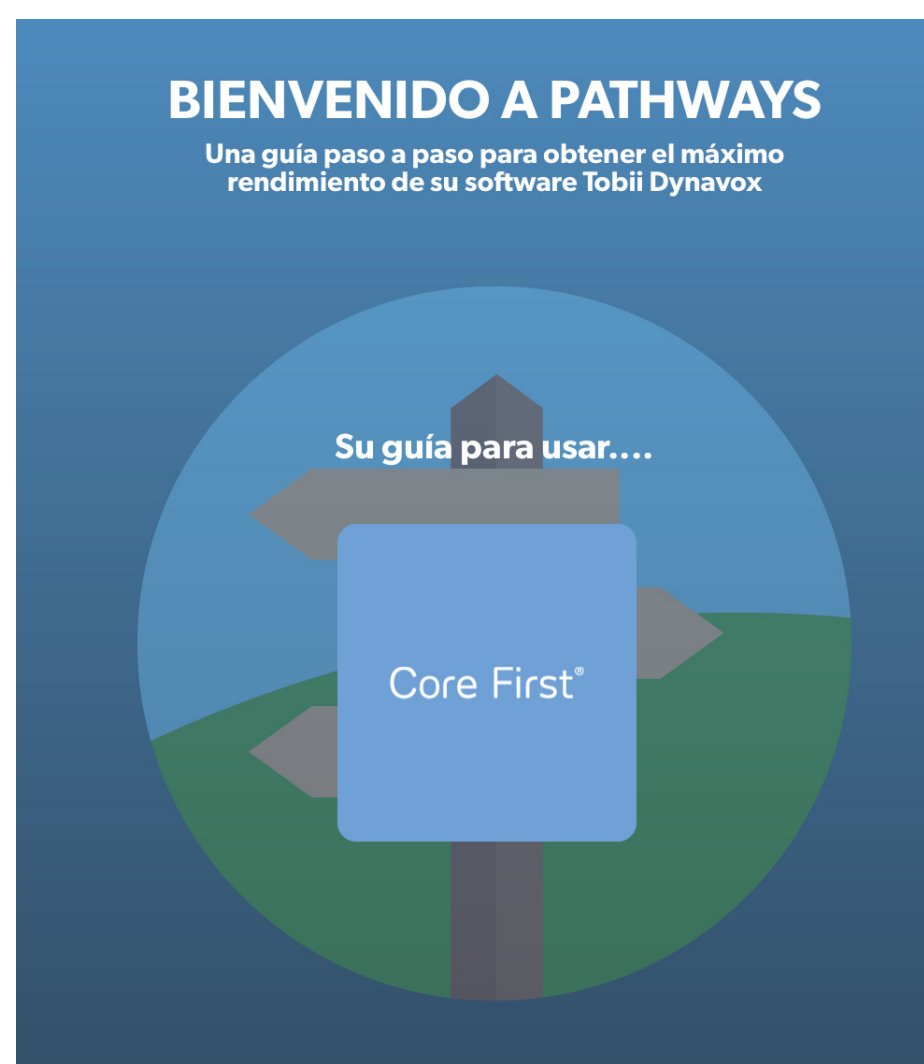 BIENVENIDO A PATHWAYS
Una guía paso a paso para obtener el máximo
rendimiento de su software Tobii Dynavox
Su guía para usar....
Core First®